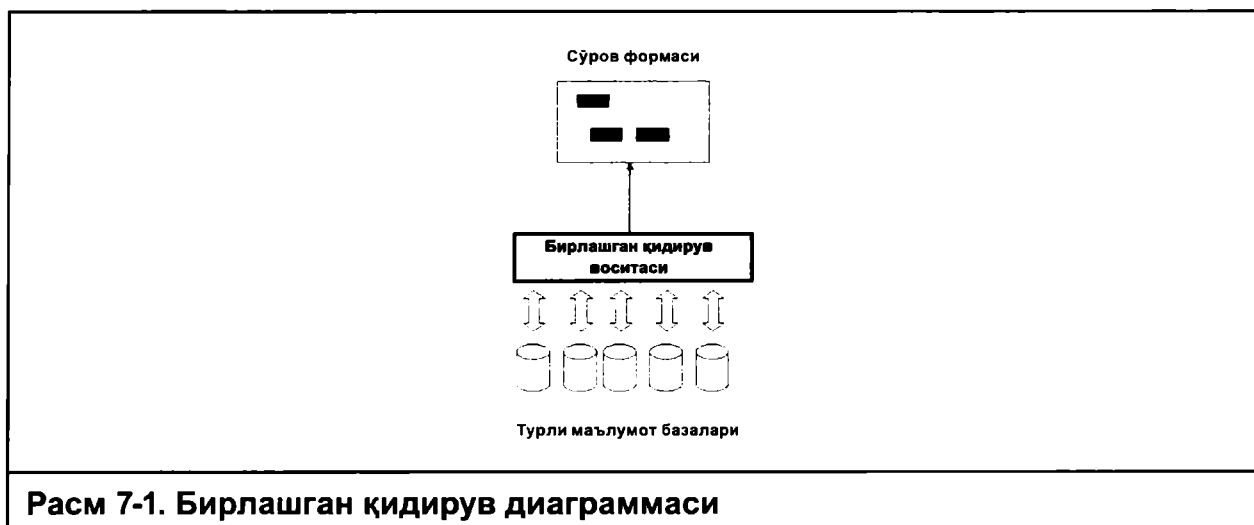 Сўров формаси
Бирлашган қидирув
воситаси
Турли маълумот базалари
Расм 7-1. Бирлашган қидирув диаграммаси